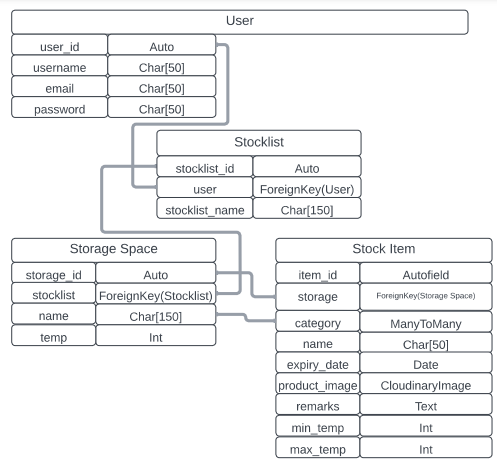 User
user_id Auto
username Char[50]
email Char[50]
password Char[50]
Stocklist
stocklist_id Auto
user ForeignKey(User)
stocklist_name Char[150]
Storage Space
storage_id Auto
stocklist ForeignKey(Stocklist)
name Char[150]
temp Int
Stock Item
item_id Autofield
storage ForeignKey(Storage Space)
category ManyToMany
name Char[50]
expiry_date Date
product_image CloudinaryImage
remarks Text
min_temp Int
max_temp Int